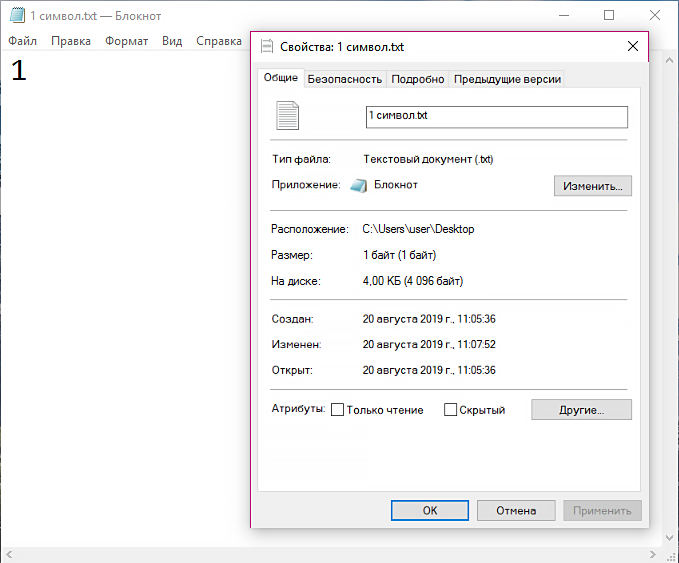 1 символ.txt — Блокнот
Файл Правка Формат Вид Справка
1
Свойства: 1 символ.txt
Общие Безопасность Подробно Предыдущие версии
1 символ.txt
Тип файла: Текстовый документ (.txt)
Приложение: Блокнот Изменить...
Расположение: C:\Users\user\Desktop
Размер: 1 байт (1 байт)
На диске: 4,00 КБ (4 096 байт)
Создан: 20 августа 2019 г., 11:05:36
Изменен: 20 августа 2019 г., 11:07:52
Открыт: 20 августа 2019 г., 11:05:36
Атрибуты: Только чтение Скрытый Другие...
ОК Отмена Применить